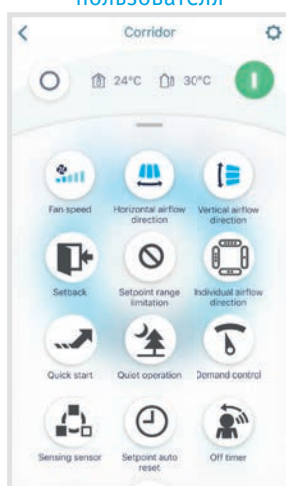 пользователя
Corridor
24°C 30°C
Fan speed Horizontal airflow Vertical airflow
direction direction
Setback Setpoint range Individual airflow
limitation direction
Quick start Quiet operation Demand control
Sensing sensor Setpoint auto Off timer
reset